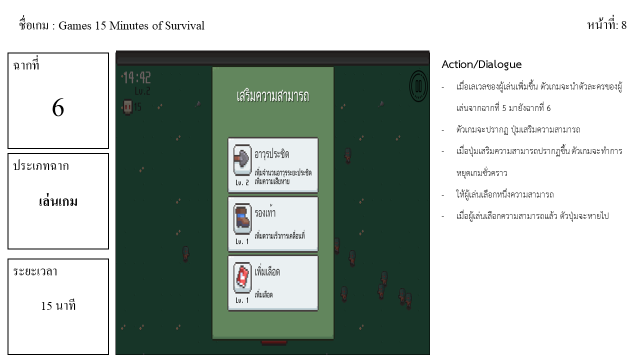 ชื่อเกม : Games 15 Minutes of Survival
หน้าที่: 8
ฉากที่
6
ประเภทฉาก
เล่นเกม
ระยะเวลา
15 นาที
14:42
Lv.2
เสริมความสามารถ
อาวุธประชิด
เพิ่มจำนวนอาวุธระยะประชิด
เพิ่มความเสียหาย
Lv. 2
รองเท้า
เพิ่มความเร็วการเคลื่อนที่
Lv. 1
เพิ่มเลือด
เพิ่มเลือด
Lv. 1
Action/Dialogue
- เมื่อเลเวลของผู้เล่นเพิ่มขึ้น ตัวเกมจะนำตัวละครของผู้
เล่นจากฉากที่ 5 มายังฉากที่ 6
- ตัวเกมจะปรากฏ ปุ่มเสริมความสามารถ
- เมื่อปุ่มเสริมความสามารถปรากฏขึ้น ตัวเกมจะทำการ
หยุดเกมชั่วคราว
- ให้ผู้เล่นเลือกหนึ่งความสามารถ
- เมื่อผู้เล่นเลือกความสามารถแล้ว ตัวปุ่มจะหายไป